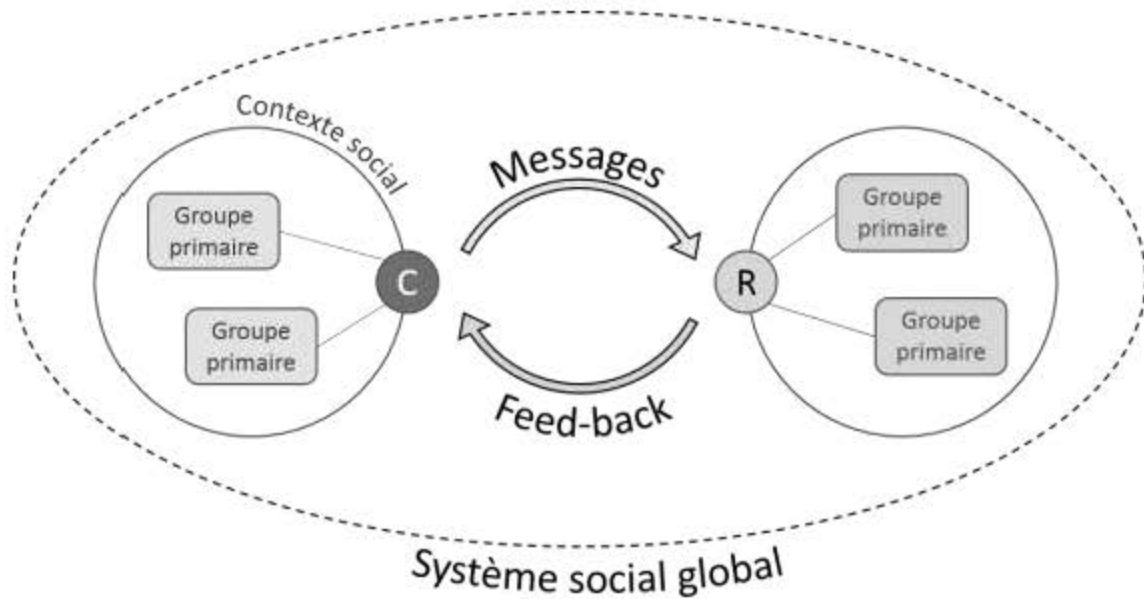 Contexte social
Messages
Groupe
primaire
Groupe
primaire
C
R
Groupe
primaire
Groupe
primaire
Feed-back
Système social global